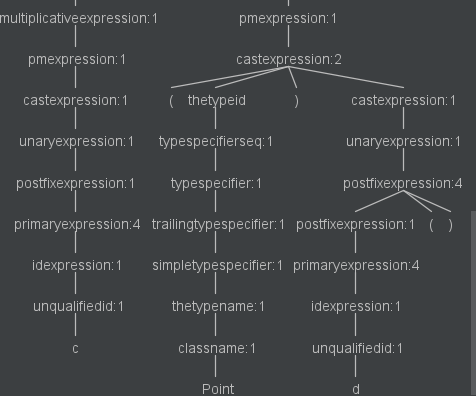 multiplicativeexpression:1 pmexpression:1
pmexpression:1 castexpression:2
castexpression:1 ( thetypeid ) castexpression:1
unaryexpression:1 typespecifierseq:1 unaryexpression:1
postfixexpression:1 typespecifier:1 postfixexpression:4
primaryexpression:4 trailingtypespecifier:1 postfixexpression:1 ( )
idexpression:1 simpletypespecifier:1 primaryexpression:4
unqualifiedid:1 thetypename:1 idexpression:1
c classname:1 unqualifiedid:1
Point d